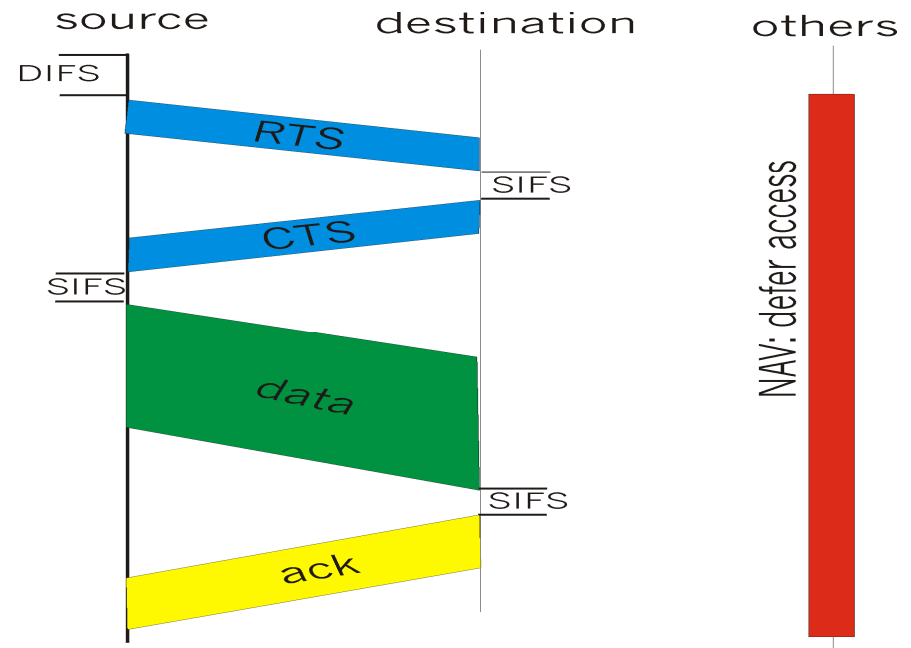 source
destination
others
DIFS
RTS
SIFS
CTS
SIFS
data
SIFS
ack
NAV: defer access